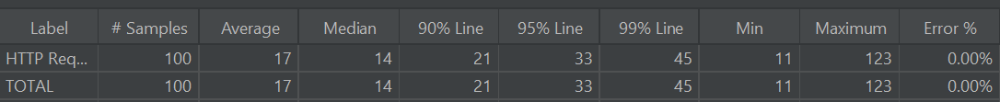 Label # Samples Average Median 90% Line 95% Line 99% Line Min Maximum Error %
HTTP Req... 100 17 14 21 33 45 11 123 0.00%
TOTAL 100 17 14 21 33 45 11 123 0.00%